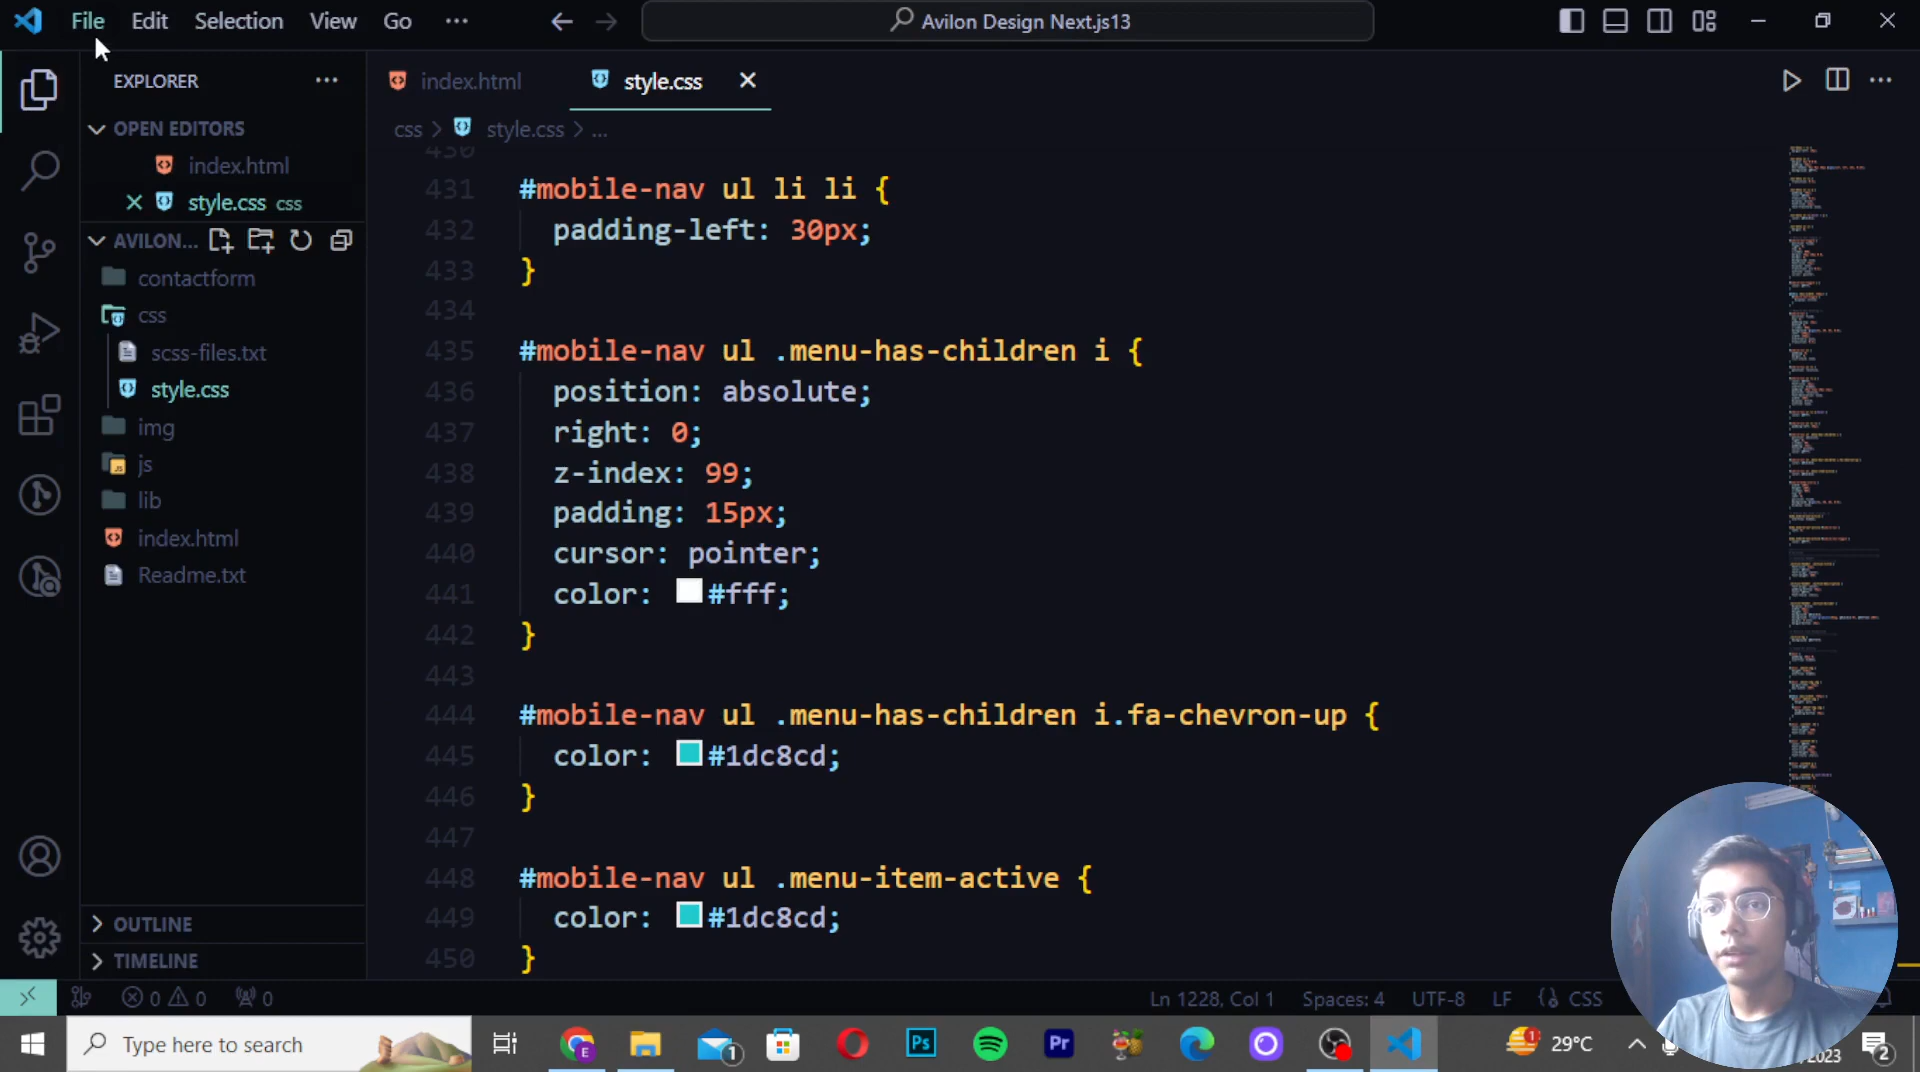 File Edit Selection View Go ··· Avilon Design Next.js13
EXPLORER ···
OPEN EDITORS
index.html
style.css css
AVILON...
contactform
css
scss-files.txt
style.css
img
js
lib
index.html
Readme.txt
OUTLINE
TIMELINE
index.html style.css
css > style.css > ...
430
431 #mobile-nav ul li li {
432 padding-left: 30px;
433 }
434
435 #mobile-nav ul .menu-has-children i {
436 position: absolute;
437 right: 0;
438 z-index: 99;
439 padding: 15px;
440 cursor: pointer;
441 color: #fff;
442 }
443
444 #mobile-nav ul .menu-has-children i.fa-chevron-up {
445 color: #1dc8cd;
446 }
447
448 #mobile-nav ul .menu-item-active {
449 color: #1dc8cd;
450 }
0 0 0 Ln 1228, Col 1 Spaces: 4 UTF-8 LF CSS
Type here to search E 1 Ps Pr 1 29°C 2